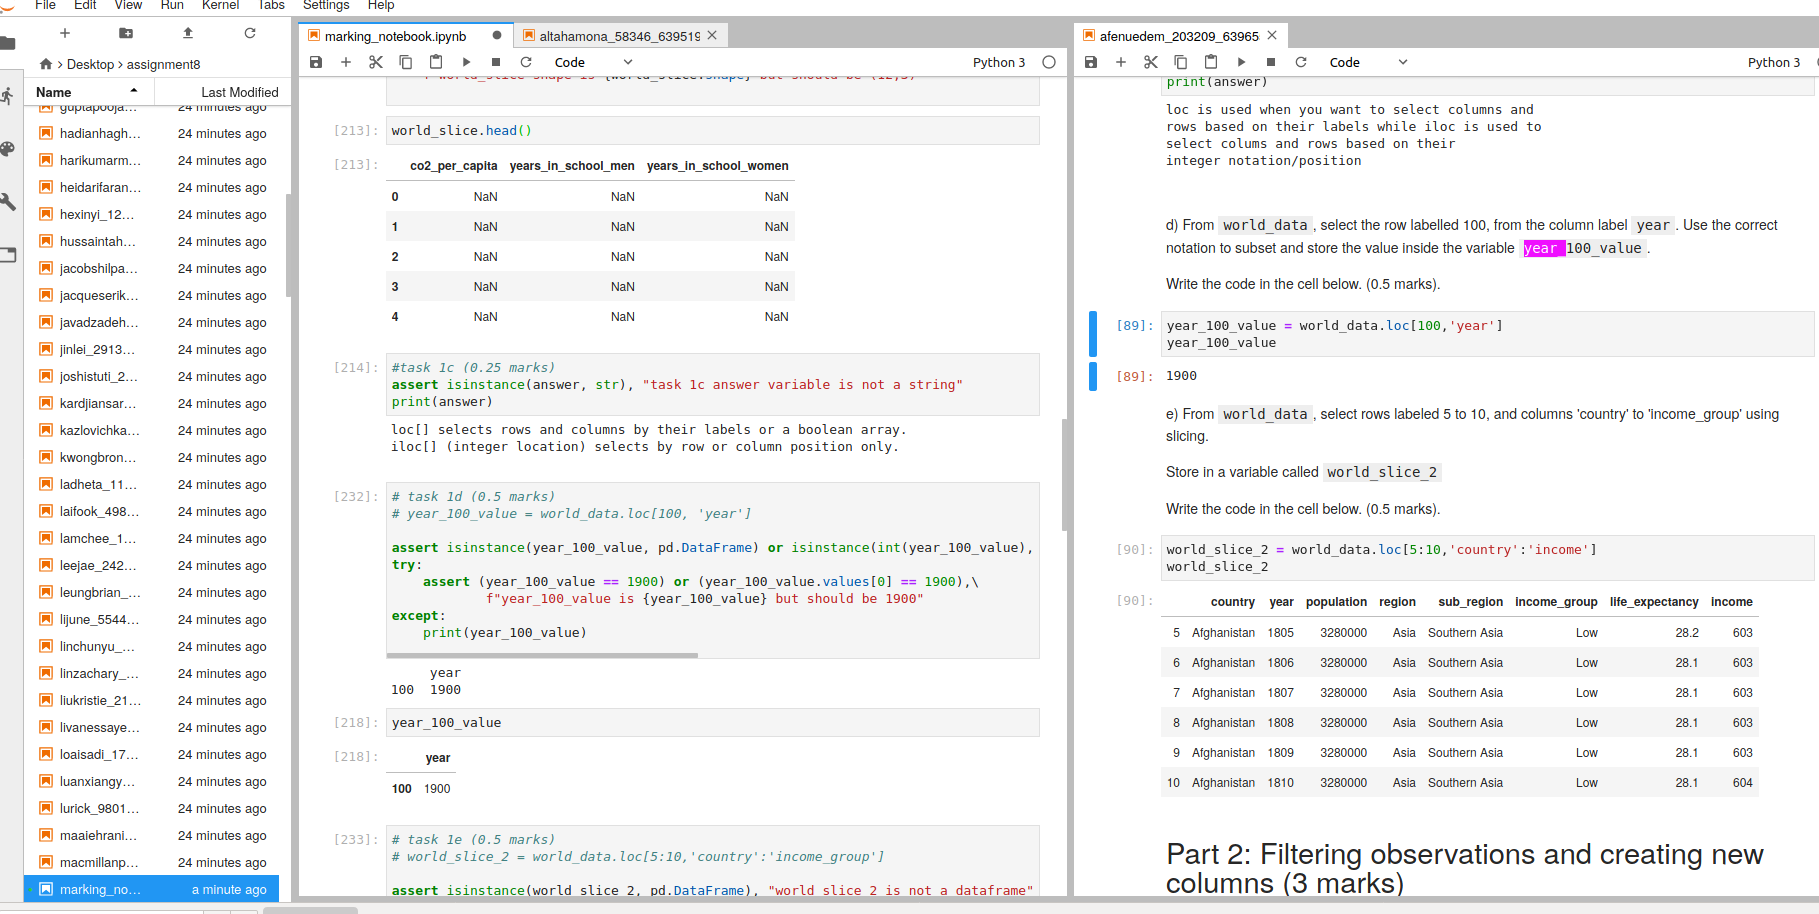 File Edit View Run Kernel Tabs Settings Help
marking_notebook.ipynb
altahamona_58346_639519
afenuedem_203209_63965
Code
Python 3
Code
Python 3
Desktop > assignment8
Name Last Modified
guptapooja... 24 minutes ago
hadianhagh... 24 minutes ago
harikumarm... 24 minutes ago
heidarifaran... 24 minutes ago
hexinyi_12... 24 minutes ago
hussaintah... 24 minutes ago
jacobshilpa... 24 minutes ago
jacqueserik... 24 minutes ago
javadzadeh... 24 minutes ago
jinlei_2913... 24 minutes ago
joshistuti_2... 24 minutes ago
kardjiansar... 24 minutes ago
kazlovichka... 24 minutes ago
kwongbron... 24 minutes ago
ladheta_11... 24 minutes ago
laifook_498... 24 minutes ago
lamchee_1... 24 minutes ago
leejae_242... 24 minutes ago
leungbrian_... 24 minutes ago
lijune_5544... 24 minutes ago
linchunyu_... 24 minutes ago
linzachary_... 24 minutes ago
liukristie_21... 24 minutes ago
livanessaye... 24 minutes ago
loaisadi_17... 24 minutes ago
luanxiangy... 24 minutes ago
lurick_9801... 24 minutes ago
maaiehrani... 24 minutes ago
macmillanp... 24 minutes ago
marking_no... a minute ago
f"world_slice shape is {world_slice.shape} but should be (12,3)"
[213]: world_slice.head()
[213]: co2_per_capita years_in_school_men years_in_school_women
0 NaN NaN NaN
1 NaN NaN NaN
2 NaN NaN NaN
3 NaN NaN NaN
4 NaN NaN NaN
[214]: #task 1c (0.25 marks)
assert isinstance(answer, str), "task 1c answer variable is not a string"
print(answer)
loc[] selects rows and columns by their labels or a boolean array.
iloc[] (integer location) selects by row or column position only.
[232]: # task 1d (0.5 marks)
# year_100_value = world_data.loc[100, 'year']
assert isinstance(year_100_value, pd.DataFrame) or isinstance(int(year_100_value),
try:
assert (year_100_value == 1900) or (year_100_value.values[0] == 1900),\
f"year_100_value is {year_100_value} but should be 1900"
except:
print(year_100_value)
year
100 1900
[218]: year_100_value
[218]: year
100 1900
[233]: # task 1e (0.5 marks)
# world_slice_2 = world_data.loc[5:10,'country':'income_group']
assert isinstance(world_slice_2, pd.DataFrame), "world_slice_2 is not a dataframe"
print(answer)
loc is used when you want to select columns and
rows based on their labels while iloc is used to
select colums and rows based on their
integer notation/position
d) From world_data , select the row labelled 100, from the column label year . Use the correct
notation to subset and store the value inside the variable year_100_value .
Write the code in the cell below. (0.5 marks).
[89]: year_100_value = world_data.loc[100,'year']
year_100_value
[89]: 1900
e) From world_data , select rows labeled 5 to 10, and columns 'country' to 'income_group' using
slicing.
Store in a variable called world_slice_2
Write the code in the cell below. (0.5 marks).
[90]: world_slice_2 = world_data.loc[5:10,'country':'income']
world_slice_2
[90]: country year population region sub_region income_group life_expectancy income
5 Afghanistan 1805 3280000 Asia Southern Asia Low 28.2 603
6 Afghanistan 1806 3280000 Asia Southern Asia Low 28.1 603
7 Afghanistan 1807 3280000 Asia Southern Asia Low 28.1 603
8 Afghanistan 1808 3280000 Asia Southern Asia Low 28.1 603
9 Afghanistan 1809 3280000 Asia Southern Asia Low 28.1 603
10 Afghanistan 1810 3280000 Asia Southern Asia Low 28.1 604
Part 2: Filtering observations and creating new
columns (3 marks)